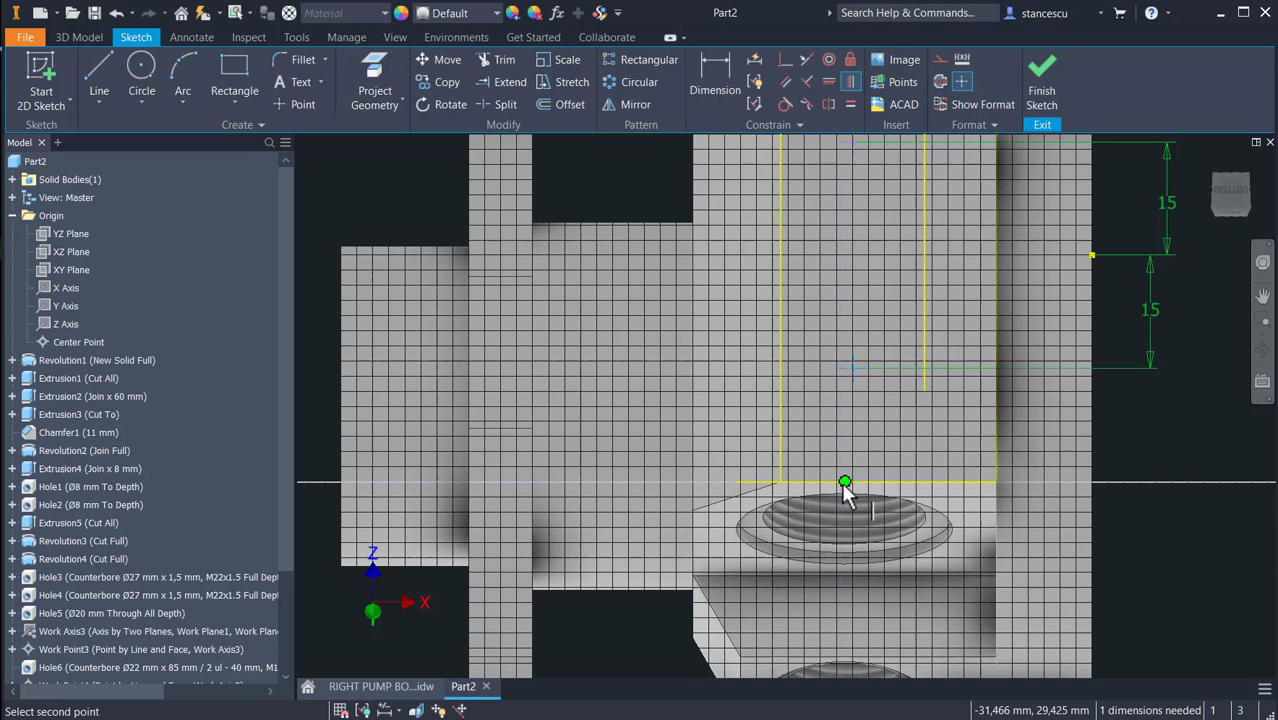 Material
Default
Part2
Search Help & Commands...
stancescu
File
3D Model
Sketch
Annotate
Inspect
Tools
Manage
View
Environments
Get Started
Collaborate
Start
2D Sketch
Line
Circle
Arc
Rectangle
Fillet
Text
Point
Project
Geometry
Move
Copy
Rotate
Trim
Extend
Split
Scale
Stretch
Offset
Rectangular
Circular
Mirror
Dimension
Image
Points
ACAD
Show Format
Finish
Sketch
Sketch
Create
Modify
Pattern
Constrain
Insert
Format
Exit
Model
Part2
Solid Bodies(1)
View: Master
Origin
YZ Plane
XZ Plane
XY Plane
X Axis
Y Axis
Z Axis
Center Point
Revolution1 (New Solid Full)
Extrusion1 (Cut All)
Extrusion2 (Join x 60 mm)
Extrusion3 (Cut To)
Chamfer1 (11 mm)
Revolution2 (Join Full)
Extrusion4 (Join x 8 mm)
Hole1 (Ø8 mm To Depth)
Hole2 (Ø8 mm To Depth)
Extrusion5 (Cut All)
Revolution3 (Cut Full)
Revolution4 (Cut Full)
Hole3 (Counterbore Ø27 mm x 1,5 mm, M22x1.5 Full Dept
Hole4 (Counterbore Ø27 mm x 1,5 mm, M22x1.5 Full Dept
Hole5 (Ø20 mm Through All Depth)
Work Axis3 (Axis by Two Planes, Work Plane1, Work Plane
Work Point3 (Point by Line and Face, Work Axis3)
Hole6 (Counterbore Ø22 mm x 85 mm / 2 ul - 40 mm, M1
15
15
BOTTOM
Z
X
RIGHT PUMP BO...idw
Part2
Select second point
-31,466 mm, 29,425 mm
1 dimensions needed
1
3